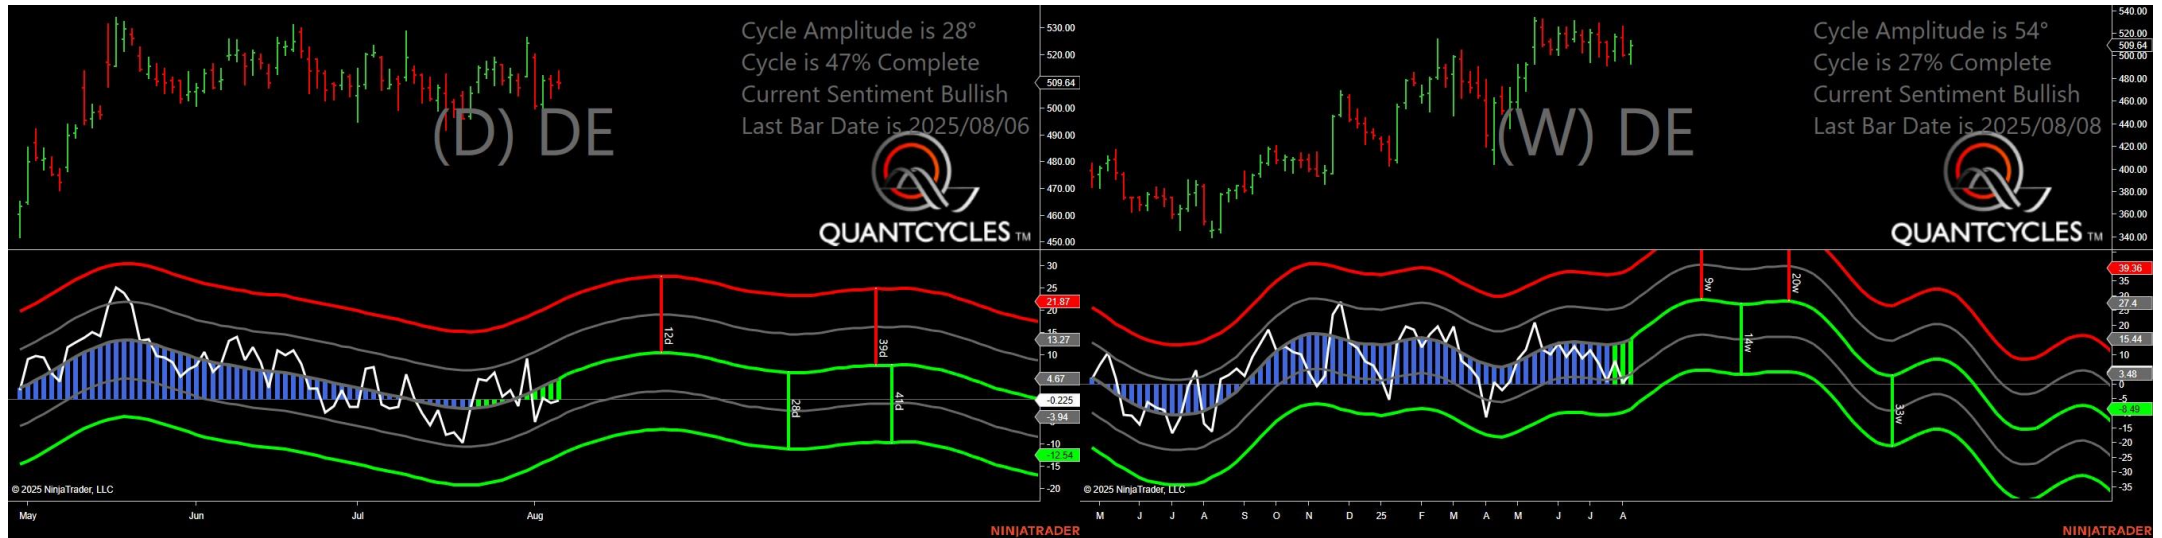 Cycle Amplitude is 28°
Cycle is 47% Complete
Current Sentiment Bullish
Last Bar Date is 2025/08/06
(D) DE
QUANTCYCLES TM
530.00
520.00
509.64
500.00
490.00
480.00
470.00
460.00
450.00
30
25
21.87
20
15
13.27
10
4.67
-0.225
-3.94
-10
-12.54
-15
-20
12d
28d
39d
41d
© 2025 NinjaTrader, LLC
May Jun Jul Aug
NINJATRADER
Cycle Amplitude is 54°
Cycle is 27% Complete
Current Sentiment Bullish
Last Bar Date is 2025/08/08
(W) DE
QUANTCYCLES TM
540.00
520.00
509.64
500.00
480.00
460.00
440.00
420.00
400.00
380.00
360.00
340.00
39.36
35
27.4
25
20
15.44
10
3.48
0
-5
-8.49
-15
-20
-25
-30
-35
9w
14w
20w
33w
© 2025 NinjaTrader, LLC
M J J A S O N D 25 F M A M J J A
NINJATRADER